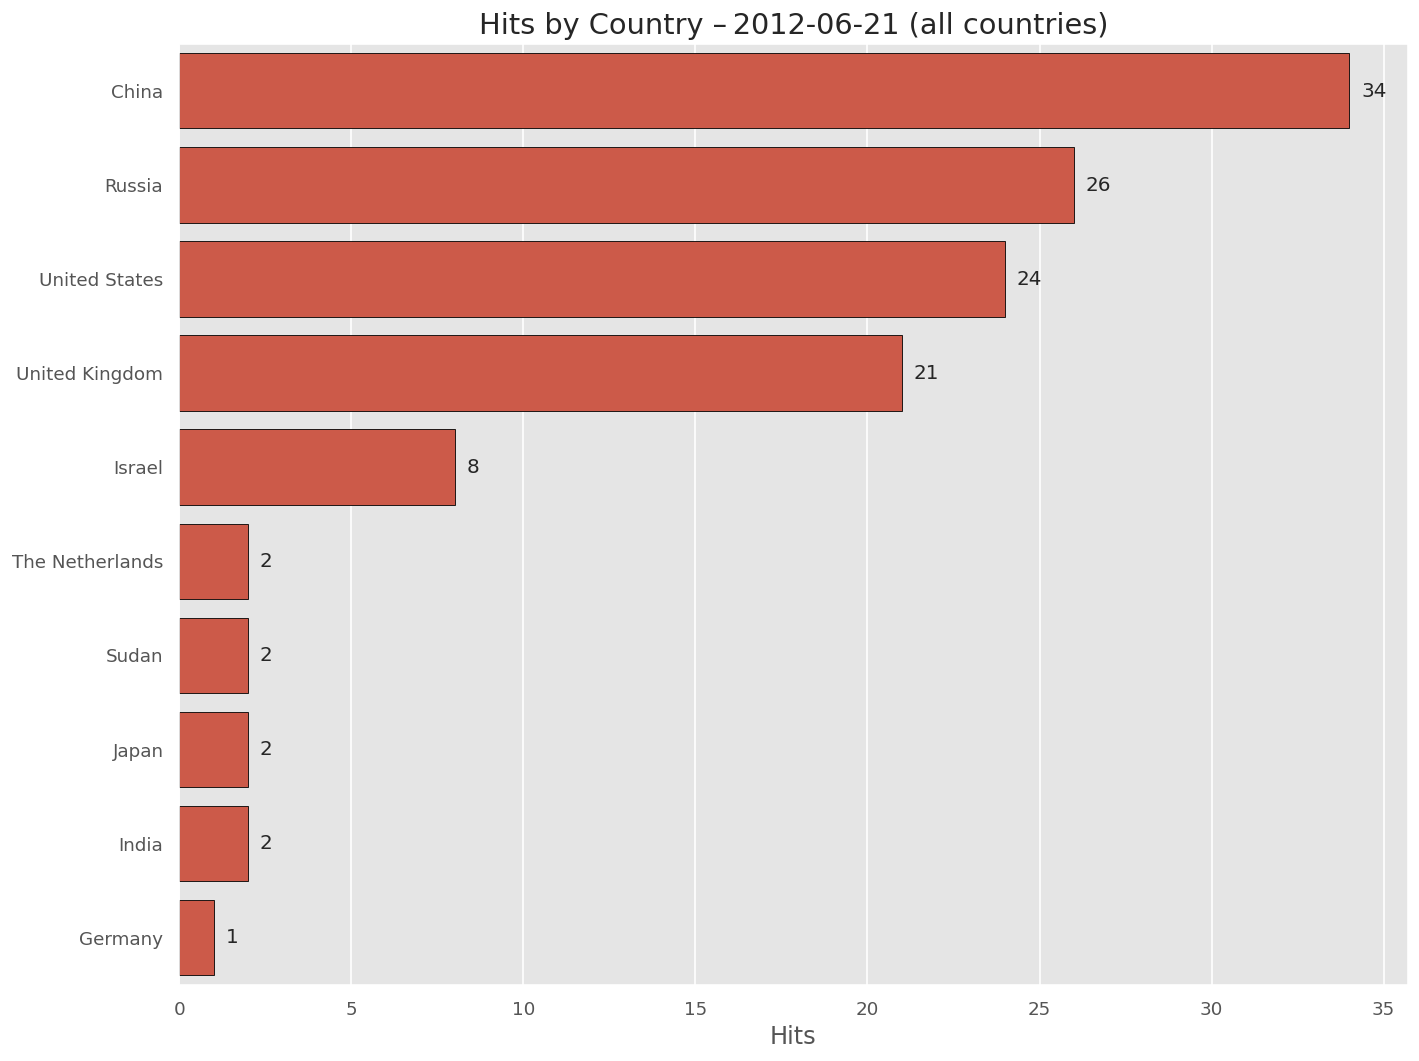 Hits by Country – 2012-06-21 (all countries)
China 34
Russia 26
United States 24
United Kingdom 21
Israel 8
The Netherlands 2
Sudan 2
Japan 2
India 2
Germany 1
0 5 10 15 20 25 30 35
Hits